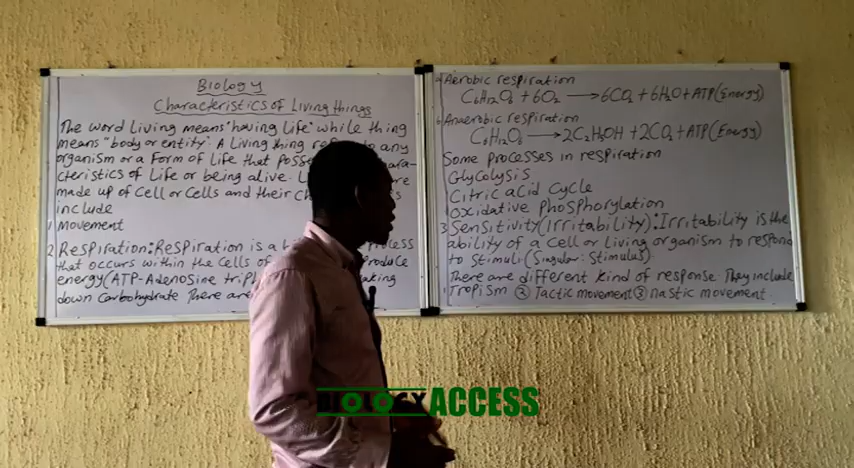 Biology
Characteristics of Living things
The word Living means "having Life" while thing
means "body or entity". A Living thing to any
organism or a form of Life that
cteristics of Life or being alive.
made up of Cell or Cells and their
include
1 Movement
2 Respiration: Respiration is a
that occurs within the Cells of
energy (ATP-Adenosine
down Carbohydrate There are
a Aerobic respiration
C6H12O6 + 6O2 → 6CO2 + 6H2O + ATP (Energy)
b Anaerobic respiration
C6H12O6 → 2C2H5OH + 2CO2 + ATP (Energy)
Some Processes in respiration
Glycolysis
Citric acid cycle
Oxidative phosphorylation
3 Sensitivity (Irritability): Irritability is the
ability of a cell or living organism to respond
to Stimuli (Singular: Stimulus).
There are different kind of response. They include
1 Tropism ② Tactic movement ③ nastic movement
BIOLOGY ACCESS